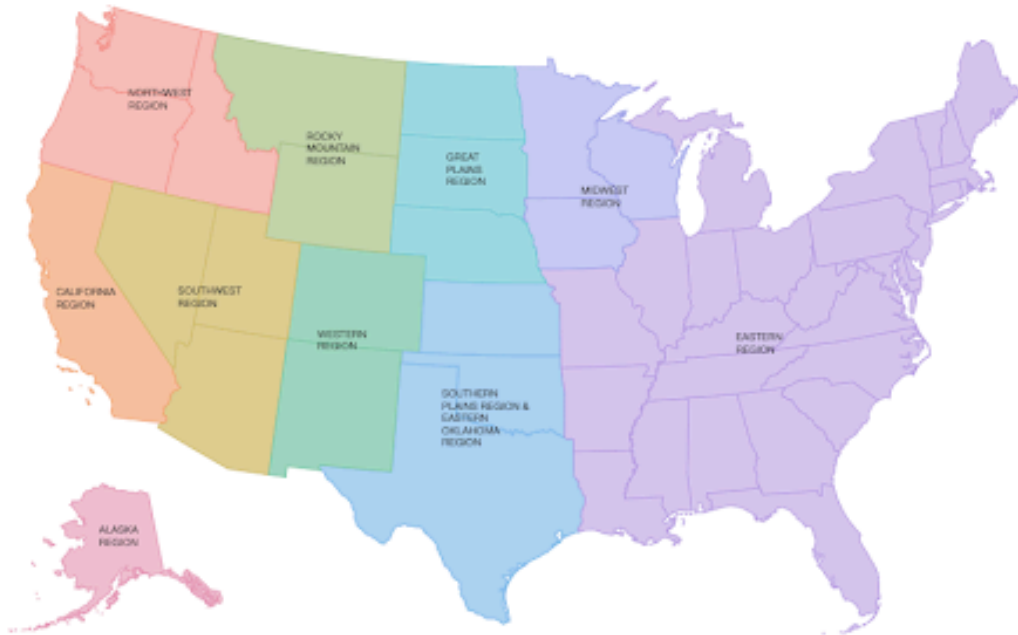 NORTHWEST
REGION
ROCKY
MOUNTAIN
REGION
GREAT
PLAINS
REGION
MIDWEST
REGION
CALIFORNIA
REGION
SOUTHWEST
REGION
WESTERN
REGION
EASTERN
REGION
SOUTHERN
PLAINS REGION &
EASTERN
OKLAHOMA
REGION
ALASKA
REGION